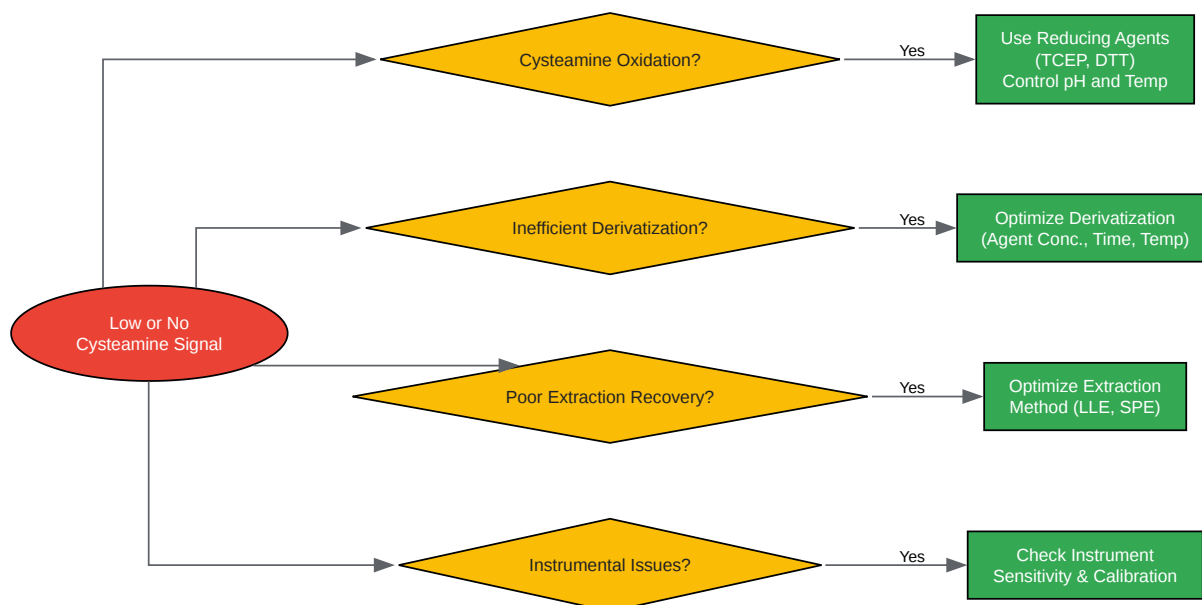 Cysteamine Oxidation?
Yes
Use Reducing Agents
(TCEP, DTT)
Control pH and Temp
Inefficient Derivatization?
Yes
Optimize Derivatization
(Agent Conc., Time, Temp)
Low or No
Cysteamine Signal
Poor Extraction Recovery?
Yes
Optimize Extraction
Method (LLE, SPE)
Instrumental Issues?
Yes
Check Instrument
Sensitivity & Calibration